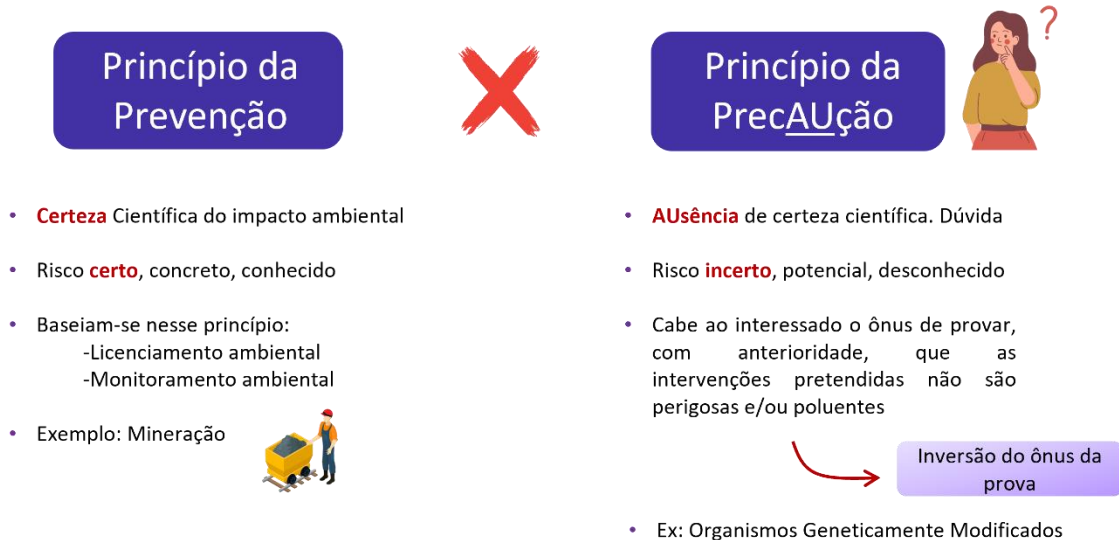 Princípio da
Prevenção
Princípio da
PrecAUção
?
• Certeza Científica do impacto ambiental
• Risco certo, concreto, conhecido
• Baseiam-se nesse princípio:
-Licenciamento ambiental
-Monitoramento ambiental
• Exemplo: Mineração
• AUsência de certeza científica. Dúvida
• Risco incerto, potencial, desconhecido
• Cabe ao interessado o ônus de provar,
com anterioridade, que as
intervenções pretendidas não são
perigosas e/ou poluentes
Inversão do ônus da
prova
• Ex: Organismos Geneticamente Modificados